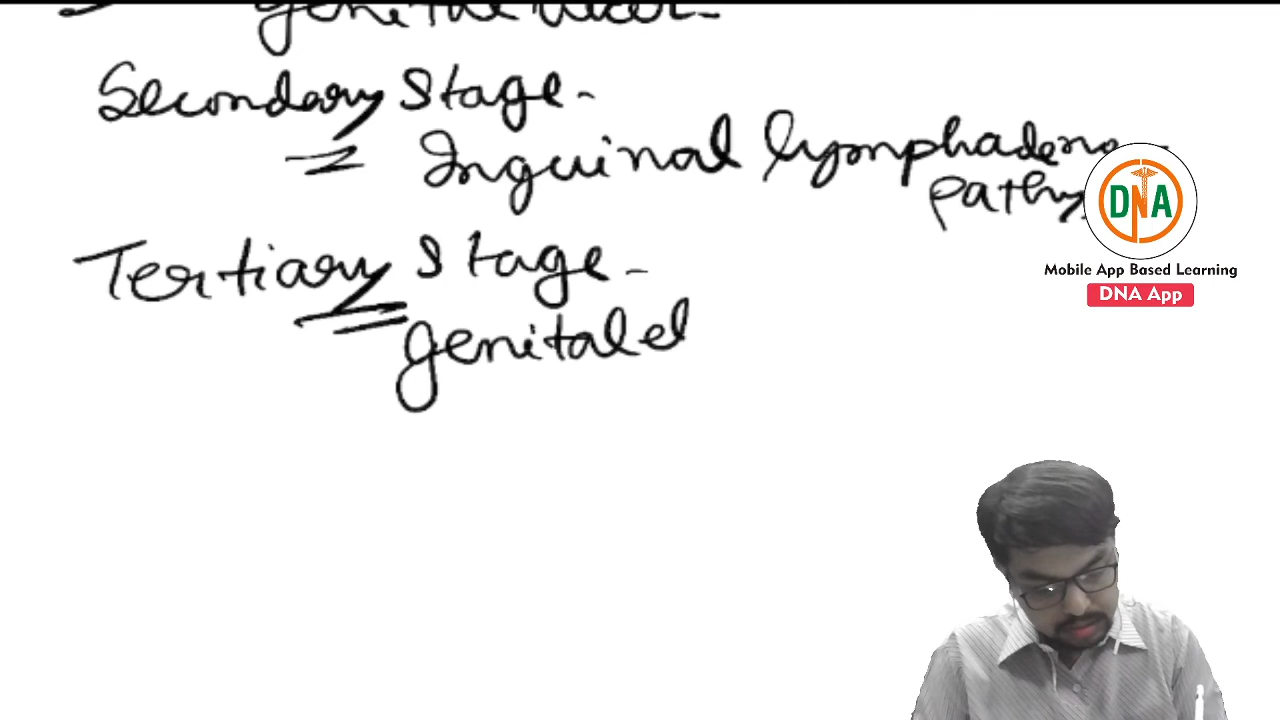 Secondary Stage -
= Inguinal lymphadeno-
pathy
Tertiary Stage -
genital el
DNA
Mobile App Based Learning
DNA App